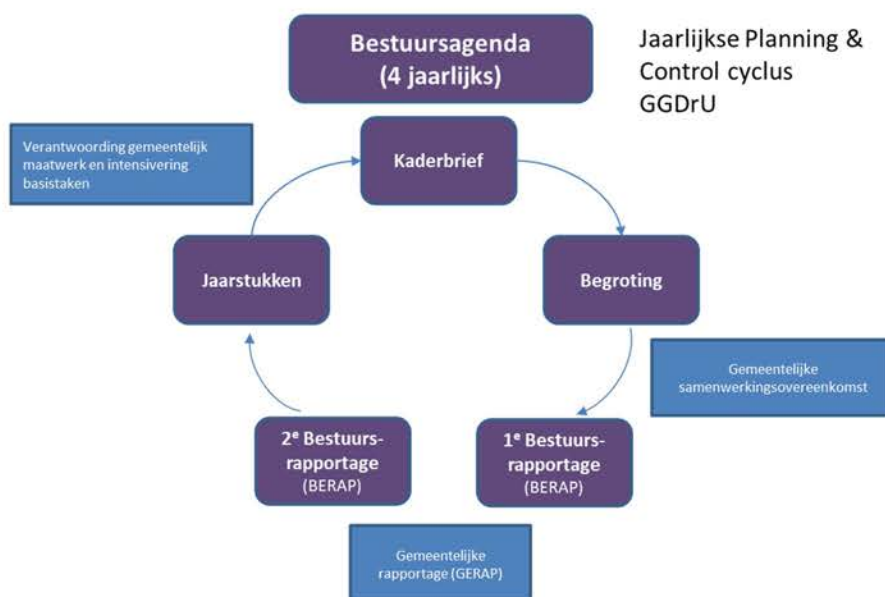 Bestuursagenda
(4 jaarlijks)
Jaarlijkse Planning &
Control cyclus
GGDrU
Verantwoording gemeentelijk
maatwerk en intensivering
basistaken
Kaderbrief
Jaarstukken
Begroting
Gemeentelijke
samenwerkingsovereenkomst
2e Bestuurs-
rapportage
(BERAP)
1e Bestuurs-
rapportage
(BERAP)
Gemeentelijke
rapportage (GERAP)